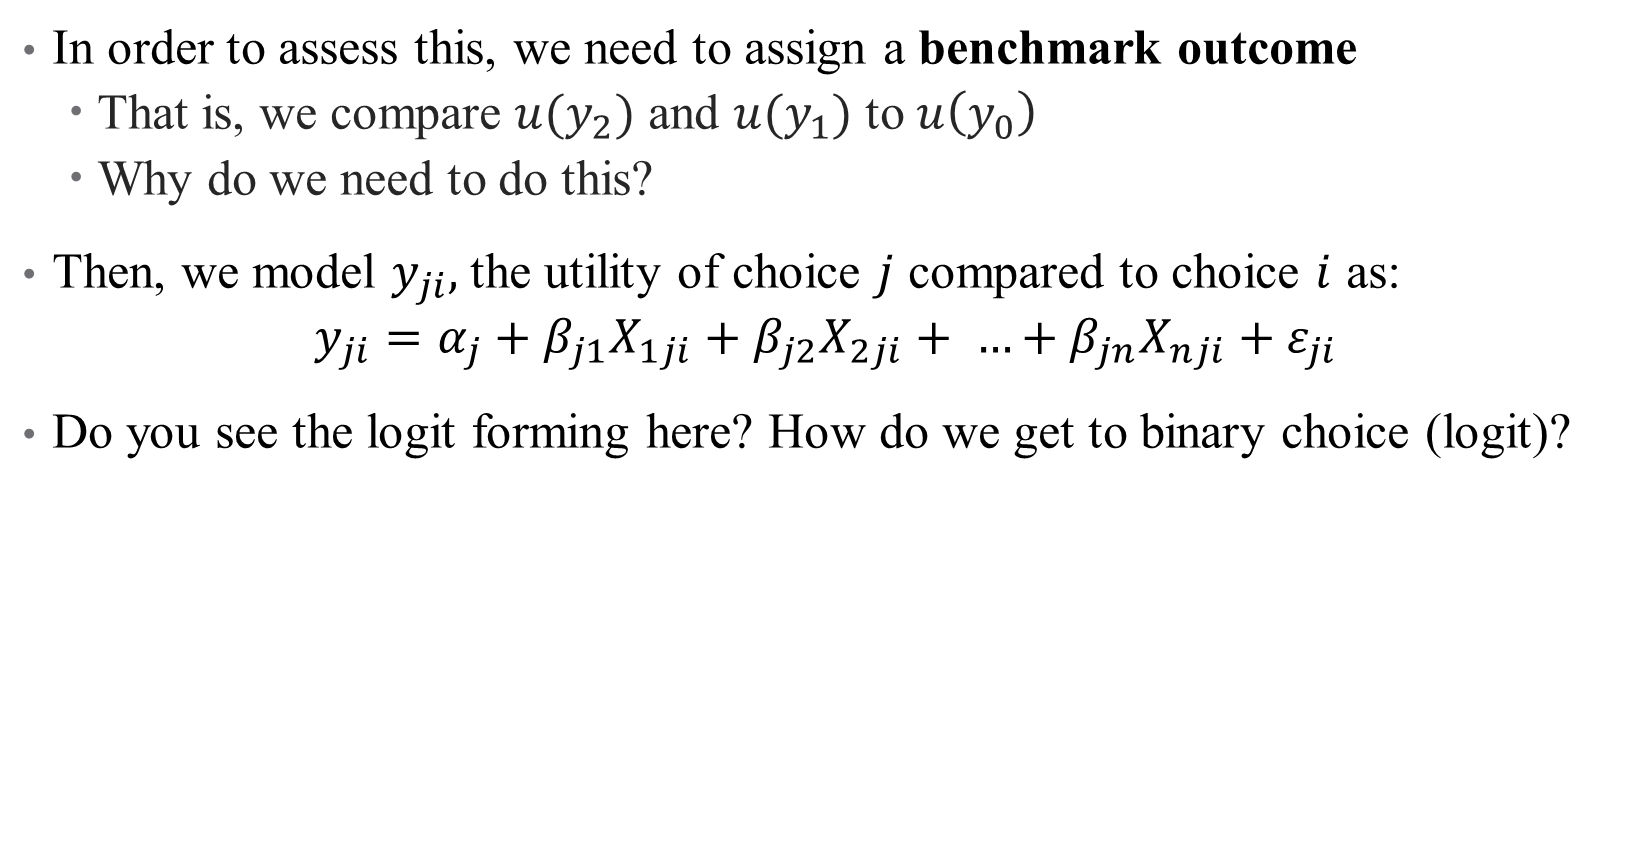 • In order to assess this, we need to assign a benchmark outcome
• That is, we compare u(y₂) and u(y₁) to u(y₀)
• Why do we need to do this?
• Then, we model yⱼᵢ, the utility of choice j compared to choice i as:
yⱼᵢ = αⱼ + βⱼ₁X₁ⱼᵢ + βⱼ₂X₂ⱼᵢ + … + βⱼₙXₙⱼᵢ + εⱼᵢ
• Do you see the logit forming here? How do we get to binary choice (logit)?